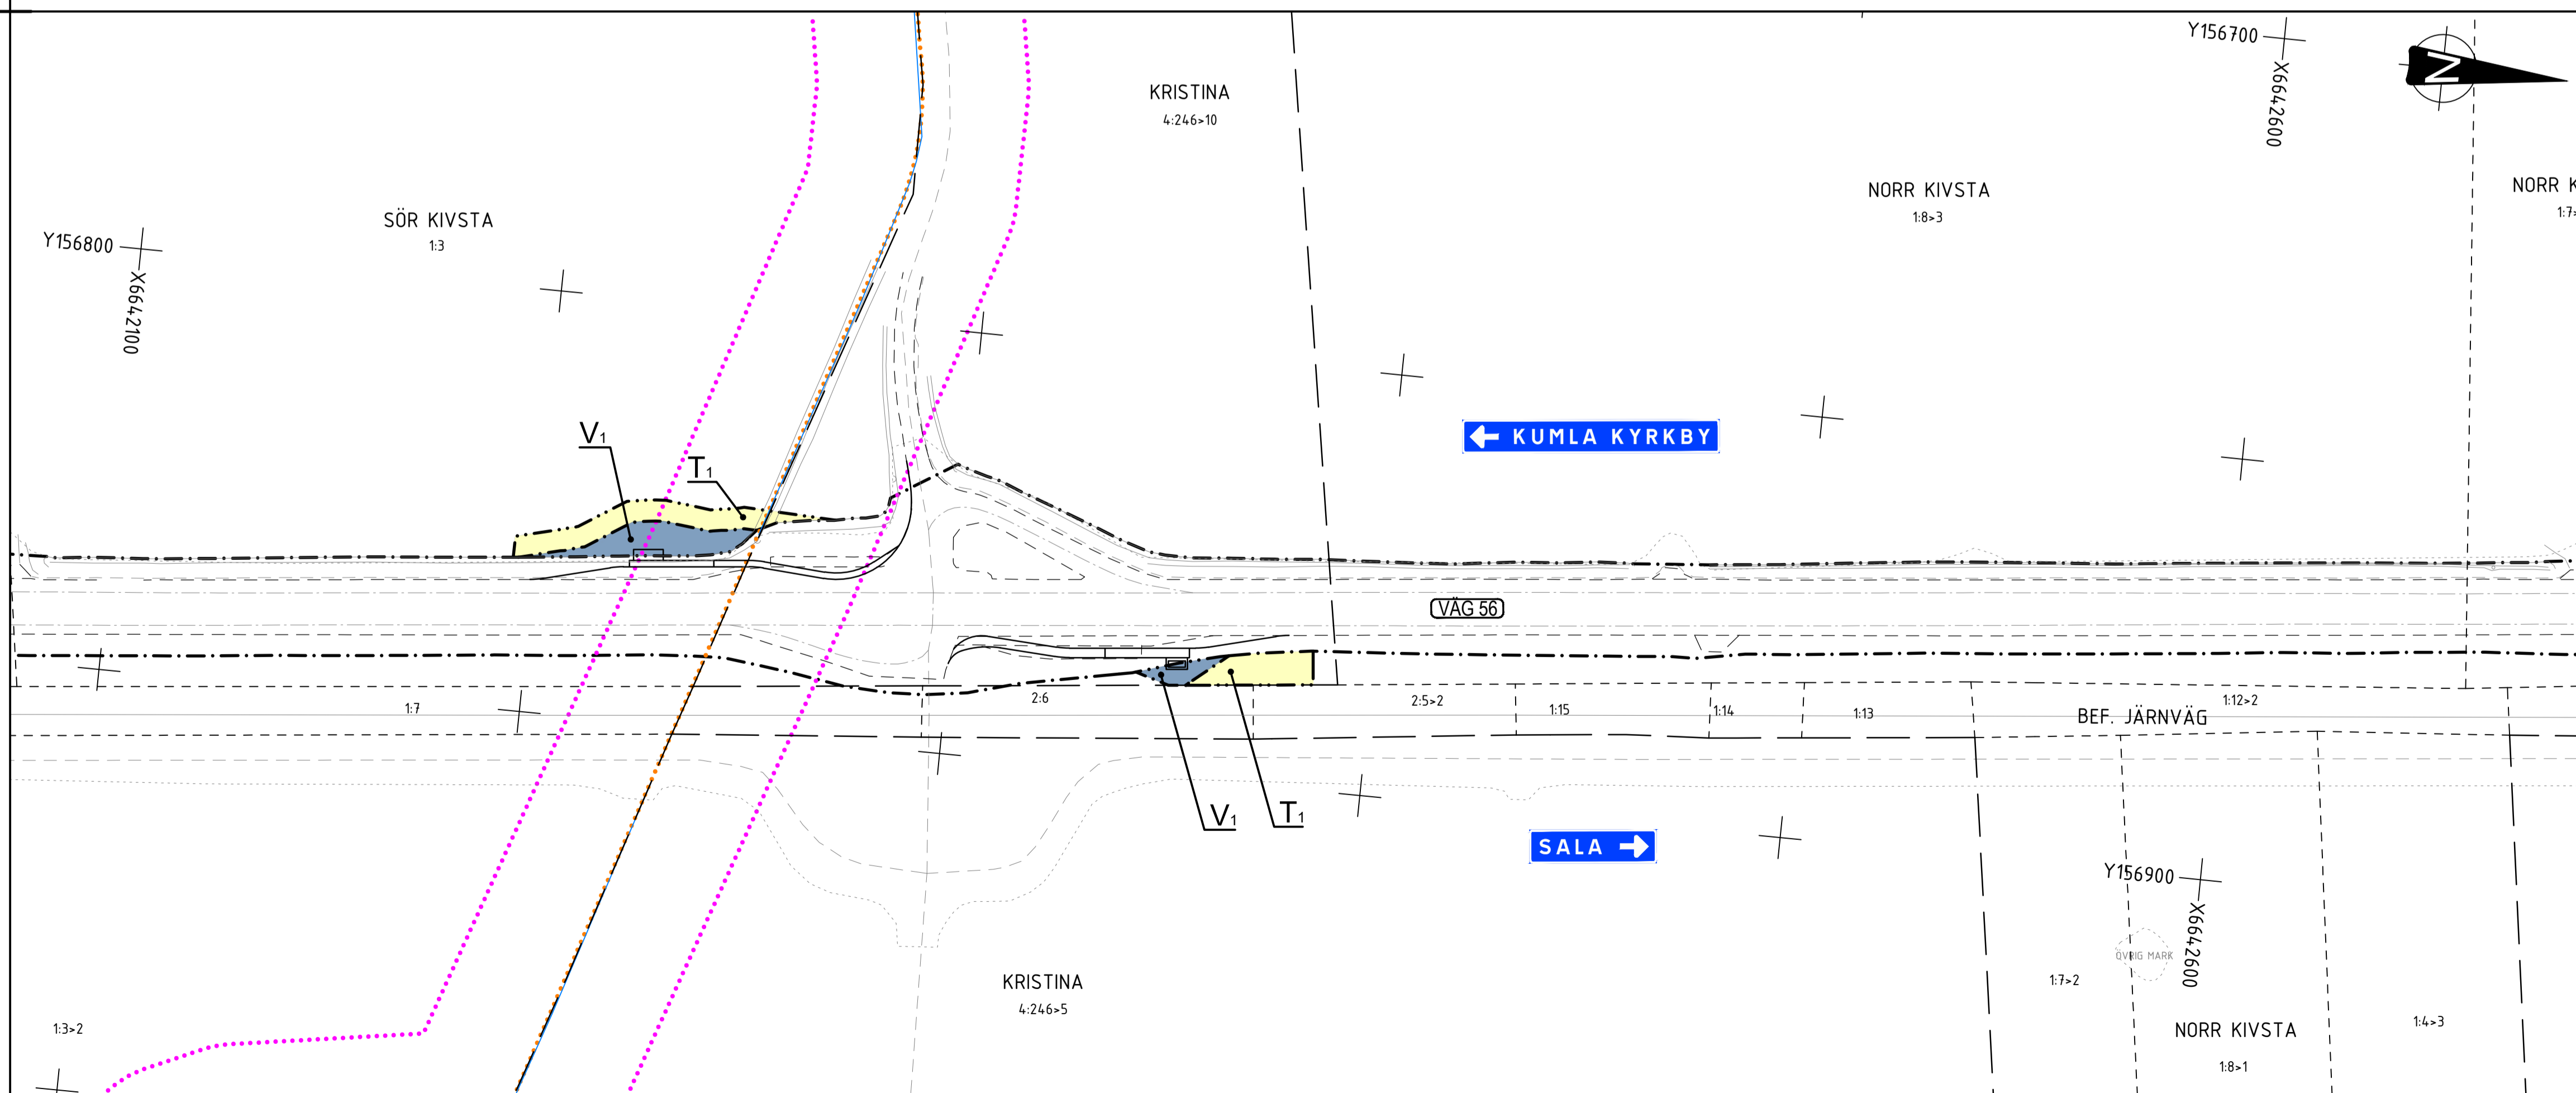 Y156700
X6642600
N
KRISTINA
4:246>10
NORR KIVSTA
1:8>3
NORR K
1:7>
SÖR KIVSTA
1:3
Y156800
X6642100
V1
T1
KUMLA KYRKBY
VÄG 56
1:7
2:6
2:5>2
1:15
1:14
1:13
1:12>2
BEF. JÄRNVÄG
V1
T1
SALA
Y156900
X6642600
ÖVRIG MARK
KRISTINA
4:246>5
1:7>2
1:3>2
NORR KIVSTA
1:8>1
1:4>3